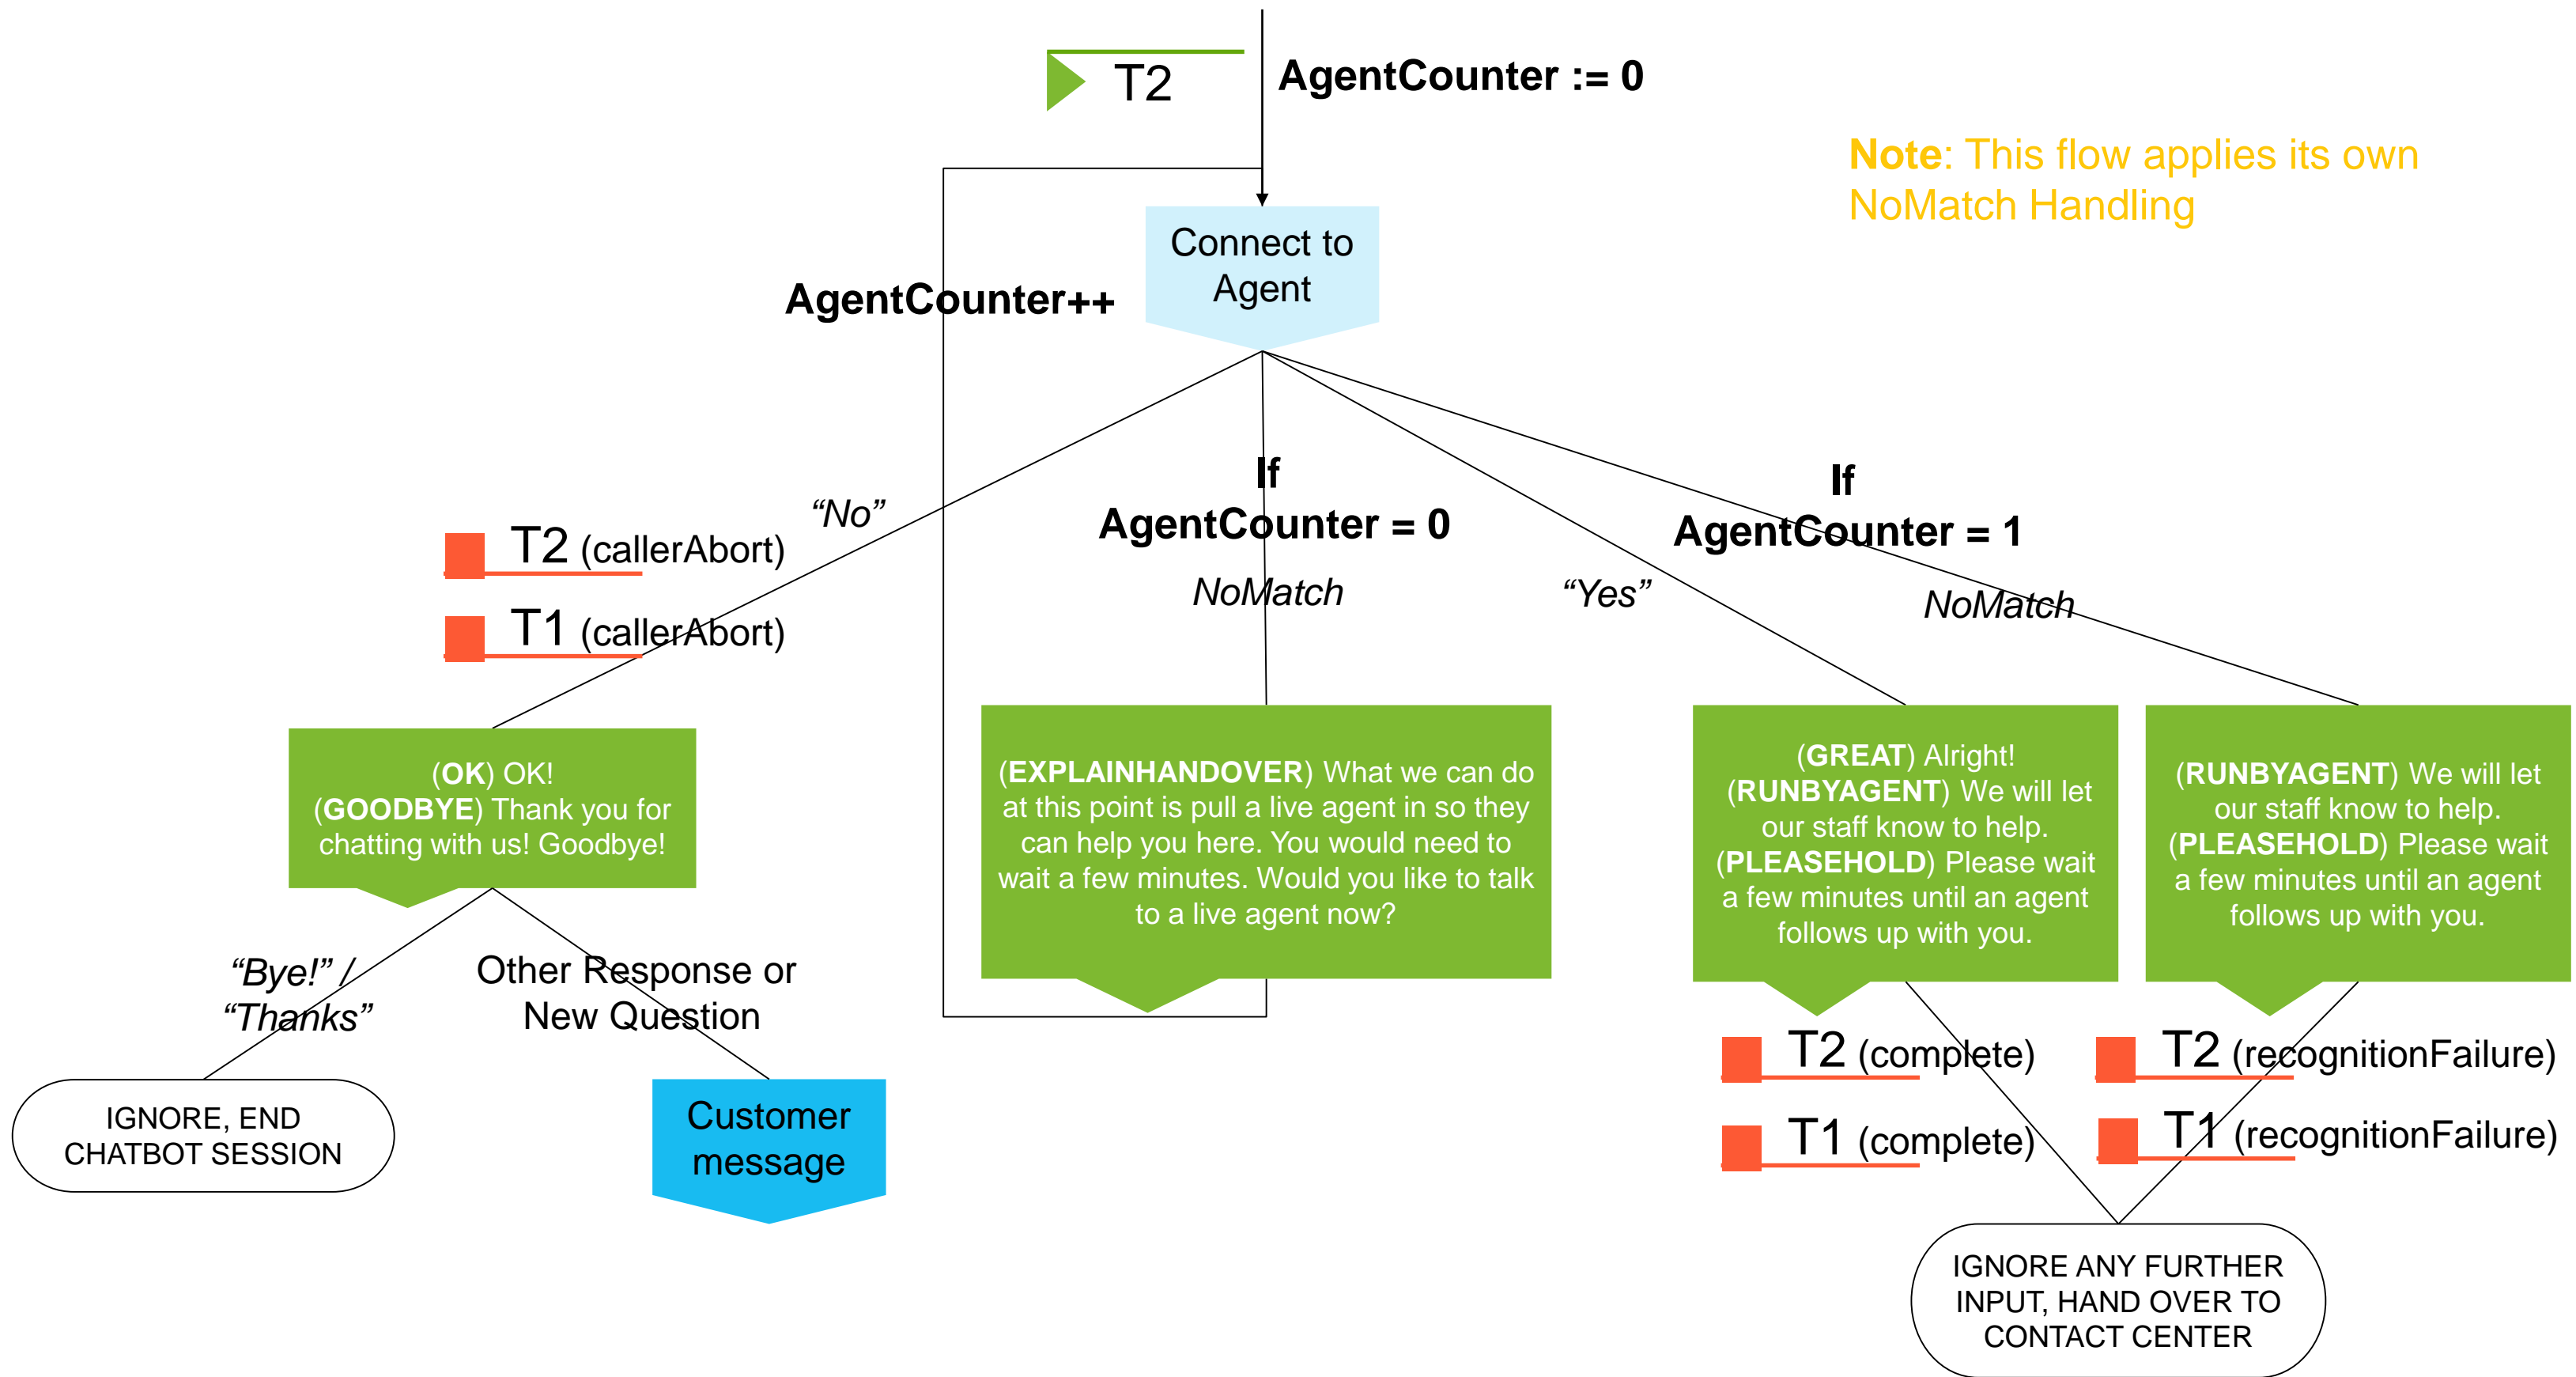 T2
AgentCounter := 0
Note: This flow applies its own
NoMatch Handling
Connect to
Agent
AgentCounter++
“No”
If
AgentCounter = 0
NoMatch
“Yes”
If
AgentCounter = 1
NoMatch
T2 (callerAbort)
T1 (callerAbort)
(OK) OK!
(GOODBYE) Thank you for
chatting with us! Goodbye!
(EXPLAINHANDOVER) What we can do
at this point is pull a live agent in so they
can help you here. You would need to
wait a few minutes. Would you like to talk
to a live agent now?
(GREAT) Alright!
(RUNBYAGENT) We will let
our staff know to help.
(PLEASEHOLD) Please wait
a few minutes until an agent
follows up with you.
(RUNBYAGENT) We will let
our staff know to help.
(PLEASEHOLD) Please wait
a few minutes until an agent
follows up with you.
“Bye!” /
“Thanks”
Other Response or
New Question
T2 (complete)
T1 (complete)
T2 (recognitionFailure)
T1 (recognitionFailure)
IGNORE, END
CHATBOT SESSION
Customer
message
IGNORE ANY FURTHER
INPUT, HAND OVER TO
CONTACT CENTER